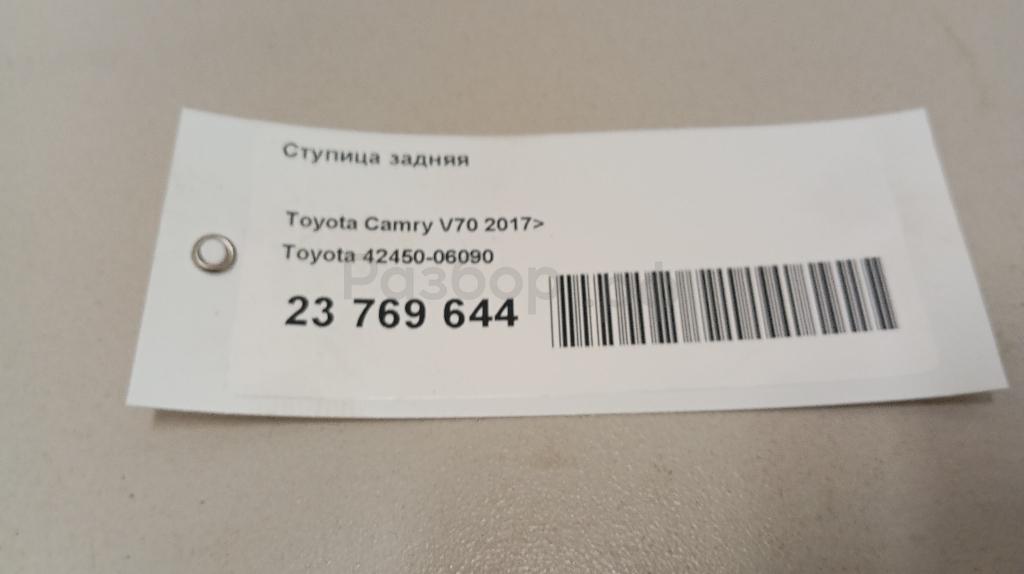 Ступица задняя
Toyota Camry V70 2017>
Toyota 42450-06090
23 769 644